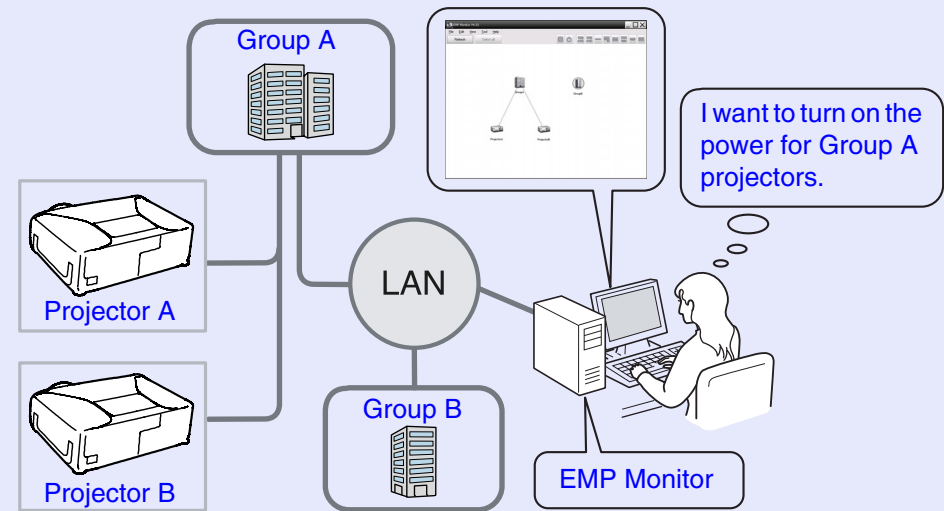 Group A
I want to turn on the
power for Group A
projectors.
Projector A
LAN
Projector B
Group B
EMP Monitor